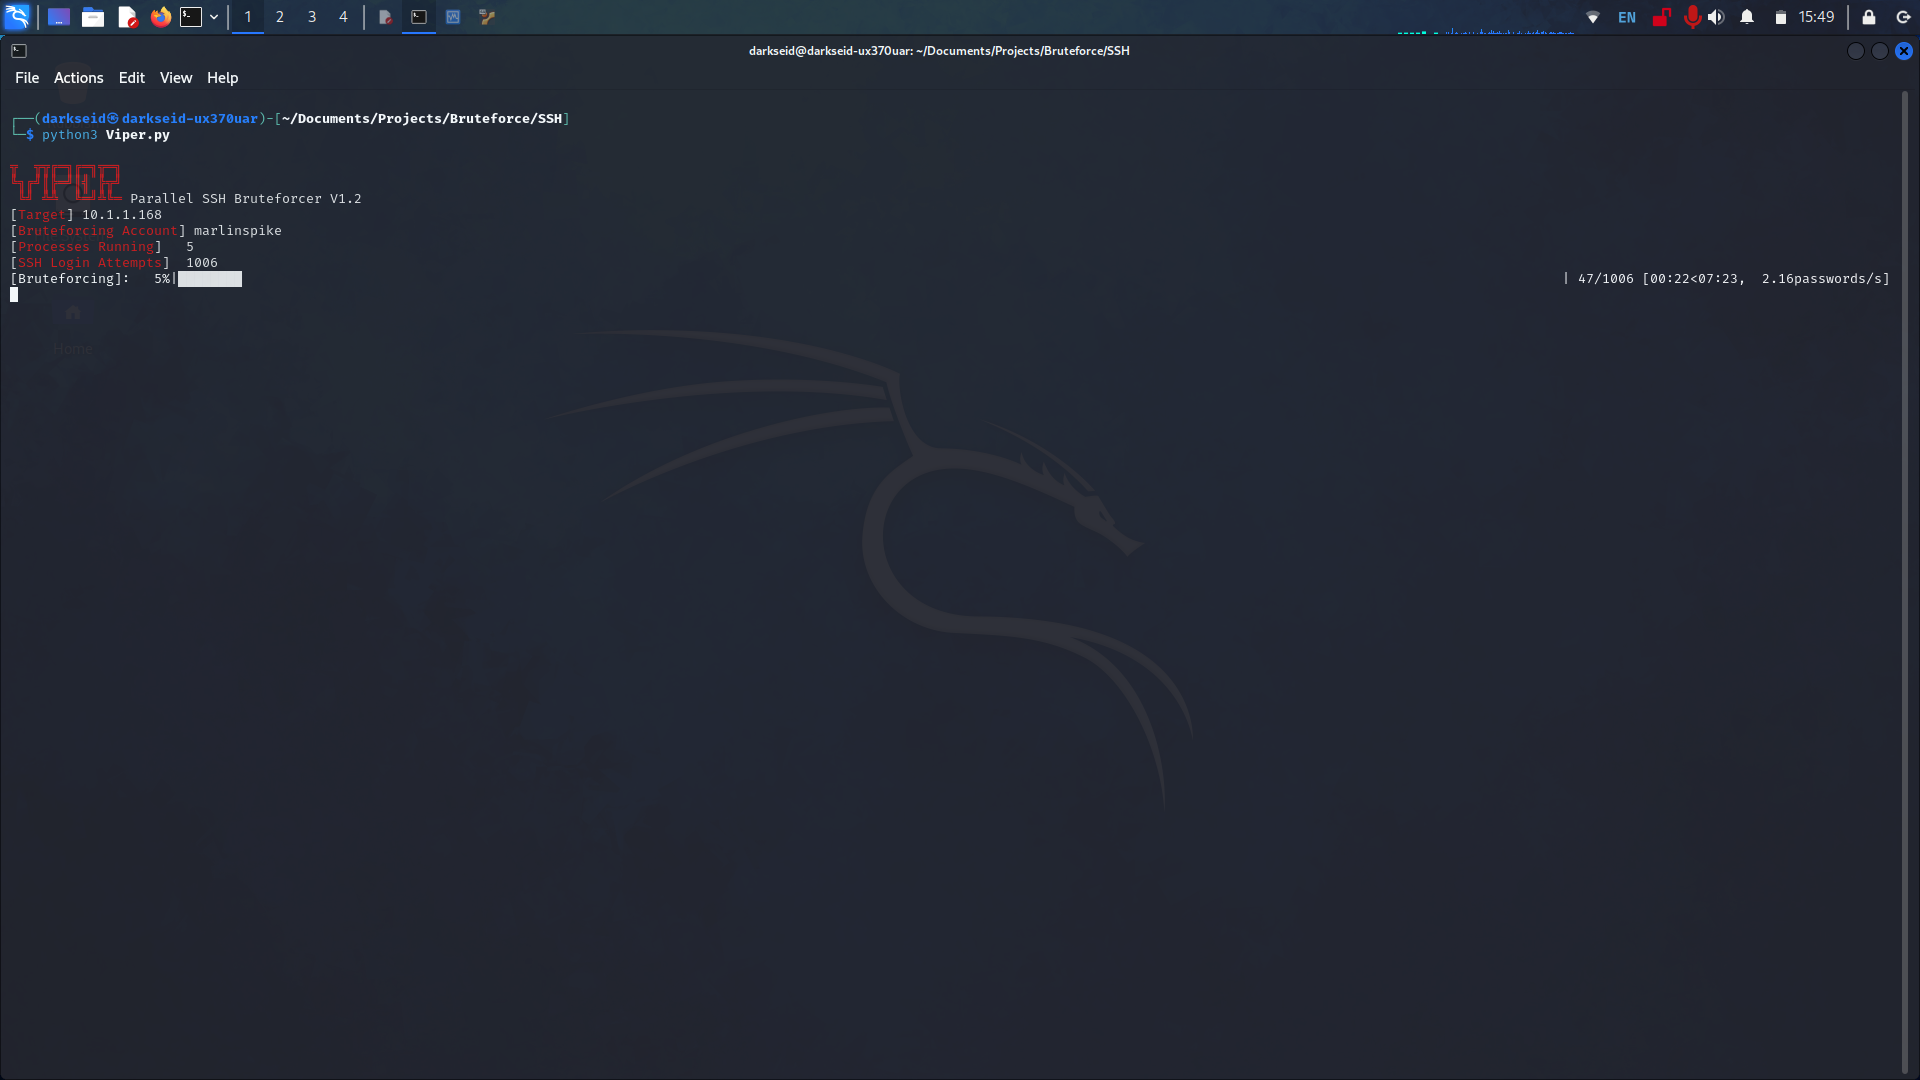 1 2 3 4 EN 15:49
darkseid@darkseid-ux370uar: ~/Documents/Projects/Bruteforce/SSH
File Actions Edit View Help
┌──(darkseid㉿darkseid-ux370uar)-[~/Documents/Projects/Bruteforce/SSH]
└─$ python3 Viper.py
VIPER
Parallel SSH Bruteforcer V1.2
[Target] 10.1.1.168
[Bruteforcing Account] marlinspike
[Processes Running] 5
[SSH Login Attempts] 1006
[Bruteforcing]: 5%| | 47/1006 [00:22<07:23, 2.16passwords/s]
Home